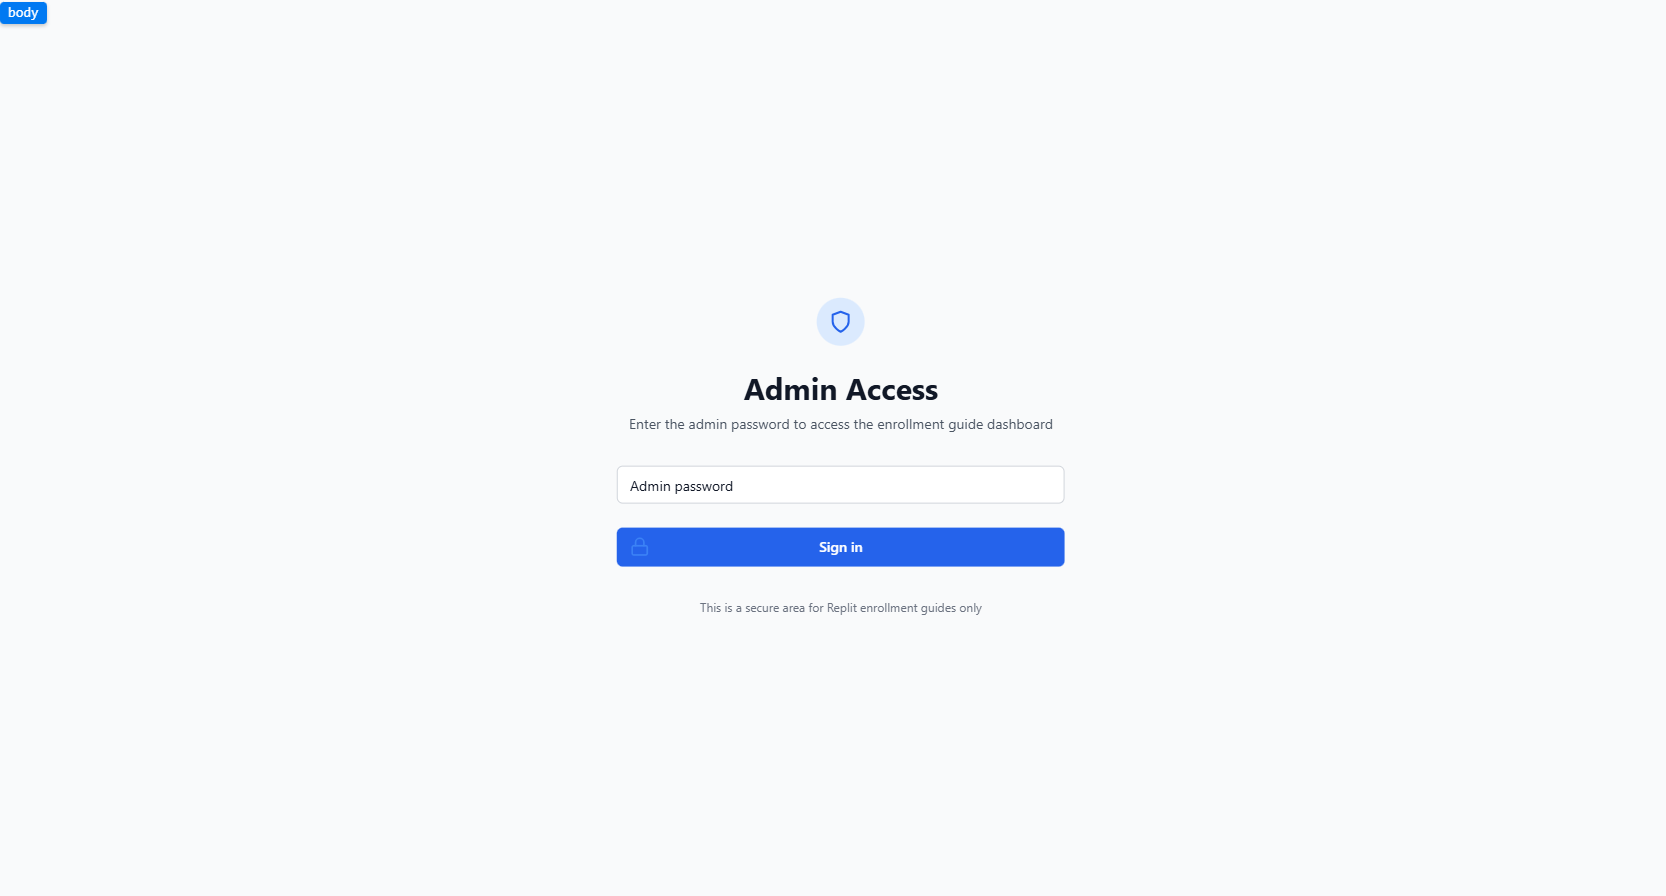 body
Admin Access
Enter the admin password to access the enrollment guide dashboard
Admin password
Sign in
This is a secure area for Replit enrollment guides only